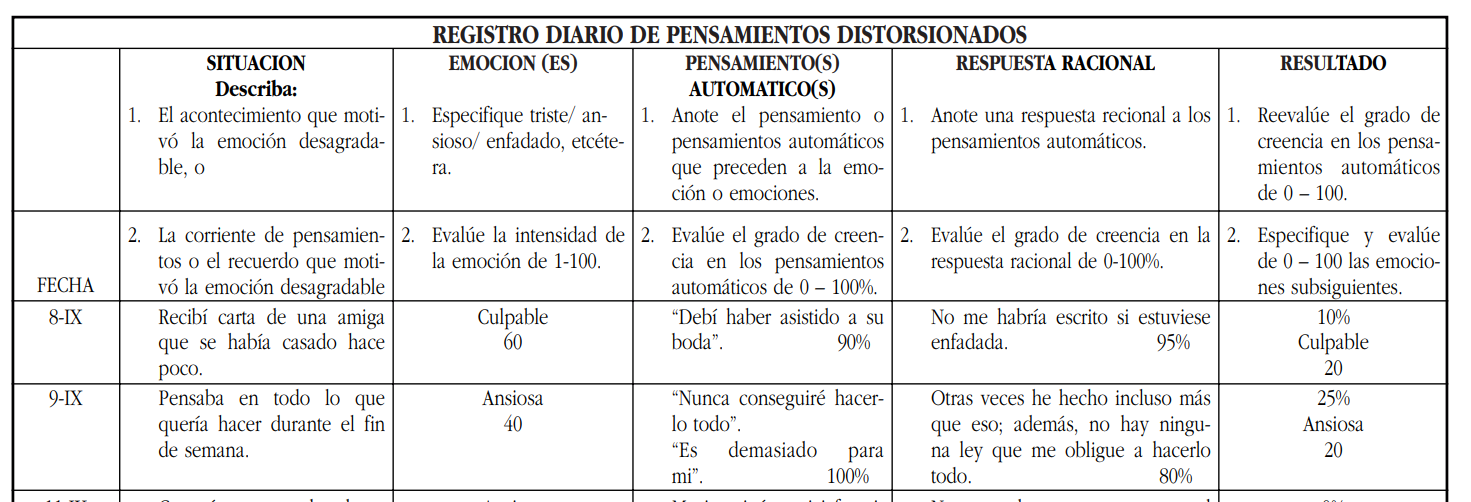 REGISTRO DIARIO DE PENSAMIENTOS DISTORSIONADOS
SITUACION
Describa:
1. El acontecimiento que moti-
vó la emoción desagrada-
ble, o
EMOCION (ES)
1. Especifique triste/ an-
sioso/ enfadado, etcéte-
ra.
PENSAMIENTO(S)
AUTOMATICO(S)
1. Anote el pensamiento o
pensamientos automáticos
que preceden a la emo-
ción o emociones.
RESPUESTA RACIONAL
1. Anote una respuesta recional a los
pensamientos automáticos.
RESULTADO
1. Reevalúe el grado de
creencia en los pensa-
mientos automáticos
de 0 – 100.
FECHA
2. La corriente de pensamien-
tos o el recuerdo que moti-
vó la emoción desagradable
2. Evalúe la intensidad de
la emoción de 1-100.
2. Evalúe el grado de creen-
cia en los pensamientos
automáticos de 0 – 100%.
2. Evalúe el grado de creencia en la
respuesta racional de 0-100%.
2. Especifique y evalúe
de 0 – 100 las emocio-
nes subsiguientes.
8-IX
Recibí carta de una amiga
que se había casado hace
poco.
Culpable
60
“Debí haber asistido a su
boda”. 90%
No me habría escrito si estuviese
enfadada. 95%
10%
Culpable
20
9-IX
Pensaba en todo lo que
quería hacer durante el fin
de semana.
Ansiosa
40
“Nunca conseguiré hacer-
lo todo”.
“Es demasiado para
mi”. 100%
Otras veces he hecho incluso más
que eso; además, no hay ningu-
na ley que me obligue a hacerlo
todo. 80%
25%
Ansiosa
20